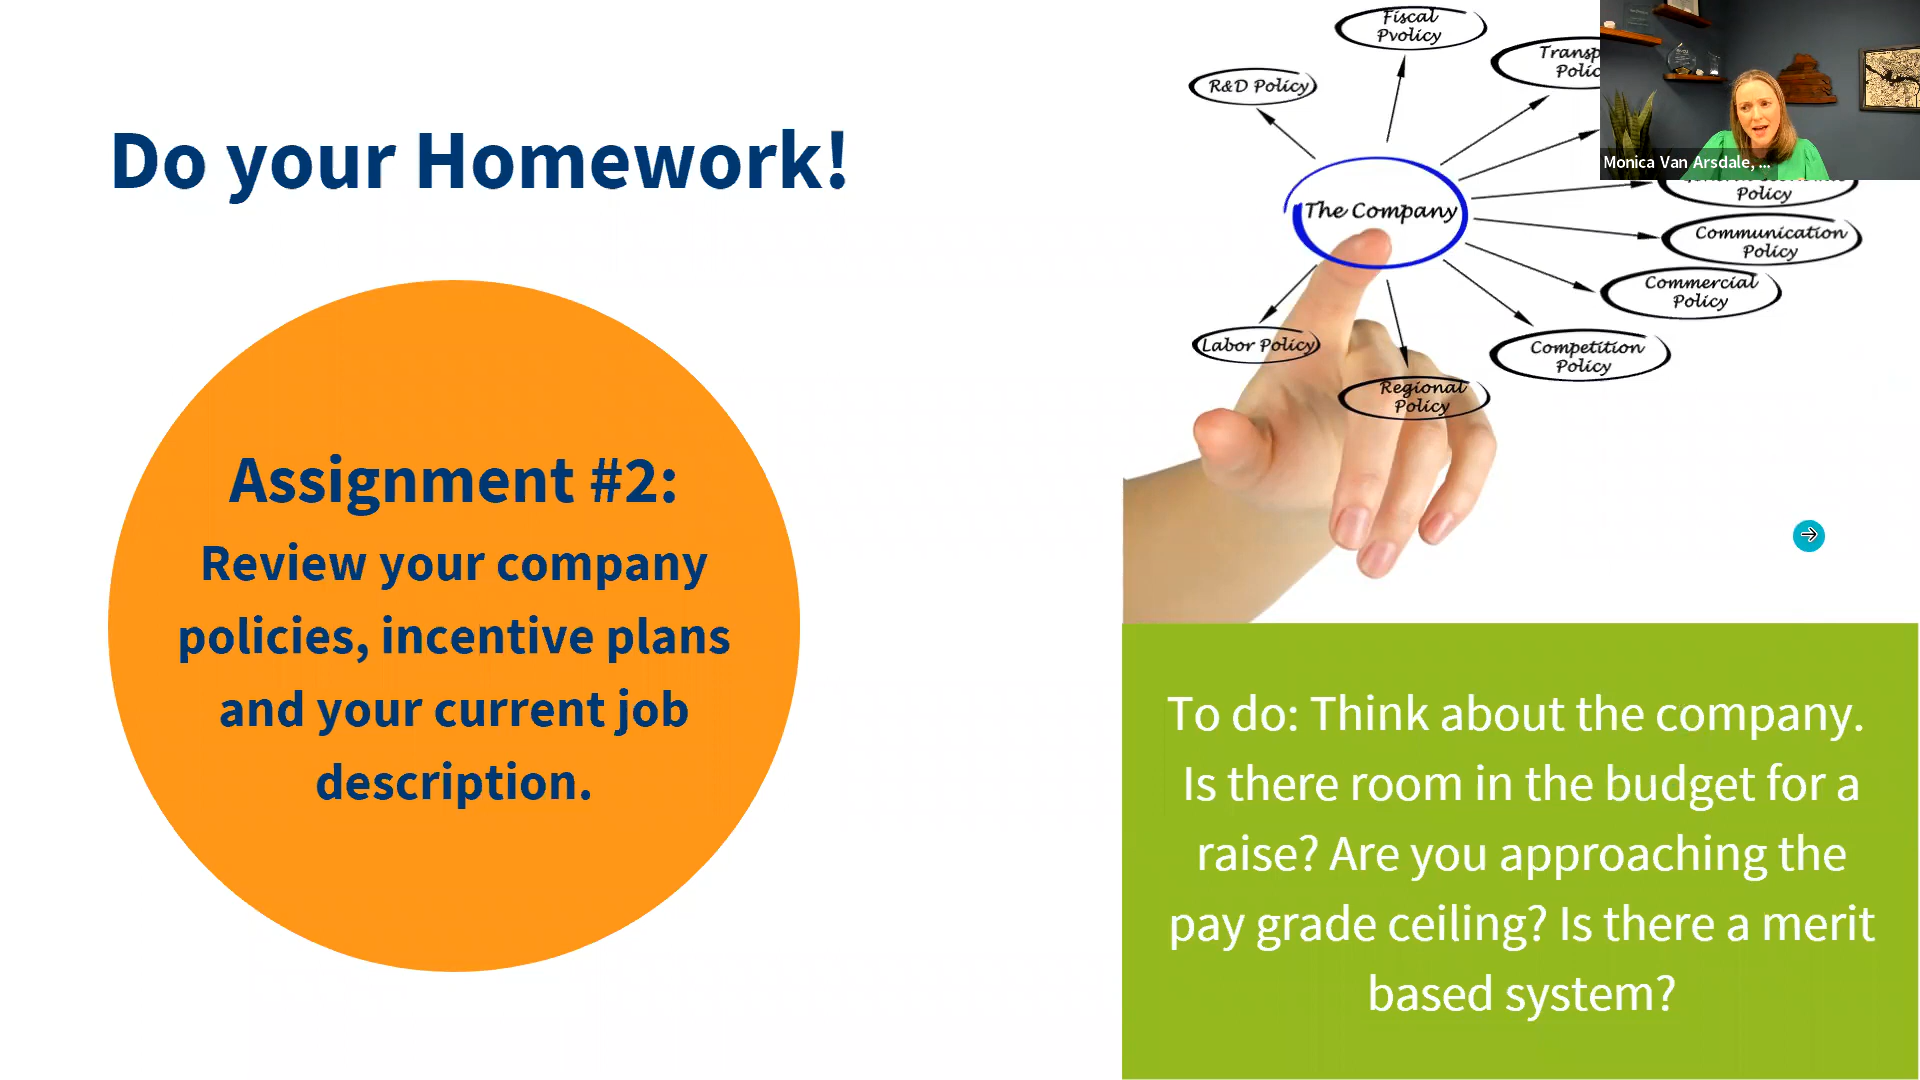 Do your Homework!
Assignment #2:
Review your company
policies, incentive plans
and your current job
description.
Fiscal
Pvolicy
R&D Policy
The Company
Policy
Communication
Policy
Commercial
Policy
Competition
Policy
Regional
Policy
Labor Policy
Monica Van Arsdale, ...
To do: Think about the company.
Is there room in the budget for a
raise? Are you approaching the
pay grade ceiling? Is there a merit
based system?